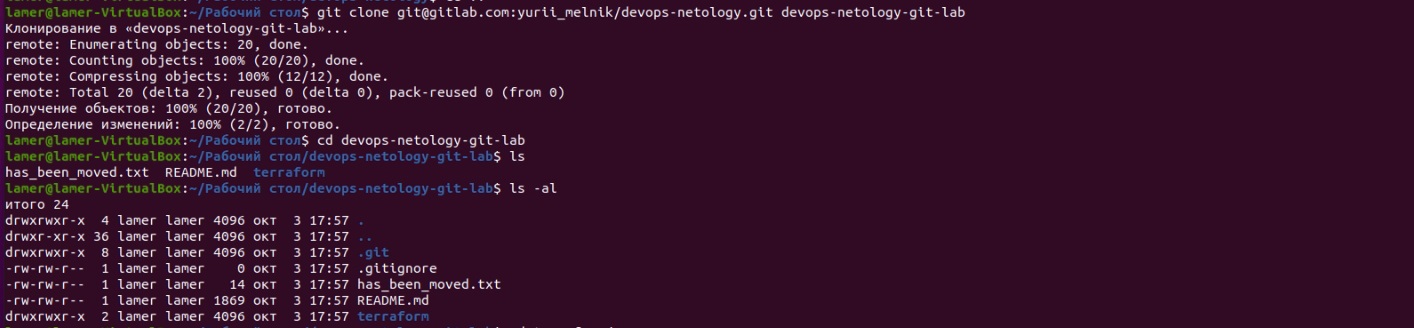 lamer@lamer-VirtualBox:~/Рабочий стол$ git clone git@gitlab.com:yurii_melnik/devops-netology.git devops-netology-git-lab
Клонирование в «devops-netology-git-lab»...
remote: Enumerating objects: 20, done.
remote: Counting objects: 100% (20/20), done.
remote: Compressing objects: 100% (12/12), done.
remote: Total 20 (delta 2), reused 0 (delta 0), pack-reused 0 (from 0)
Получение объектов: 100% (20/20), готово.
Определение изменений: 100% (2/2), готово.
lamer@lamer-VirtualBox:~/Рабочий стол$ cd devops-netology-git-lab
lamer@lamer-VirtualBox:~/Рабочий стол/devops-netology-git-lab$ ls
has_been_moved.txt  README.md  terraform
lamer@lamer-VirtualBox:~/Рабочий стол/devops-netology-git-lab$ ls -al
итого 24
drwxrwxr-x  4 lamer lamer 4096 окт  3 17:57 .
drwxr-xr-x 36 lamer lamer 4096 окт  3 17:57 ..
drwxrwxr-x  8 lamer lamer 4096 окт  3 17:57 .git
-rw-rw-r--  1 lamer lamer    0 окт  3 17:57 .gitignore
-rw-rw-r--  1 lamer lamer   14 окт  3 17:57 has_been_moved.txt
-rw-rw-r--  1 lamer lamer 1869 окт  3 17:57 README.md
drwxrwxr-x  2 lamer lamer 4096 окт  3 17:57 terraform